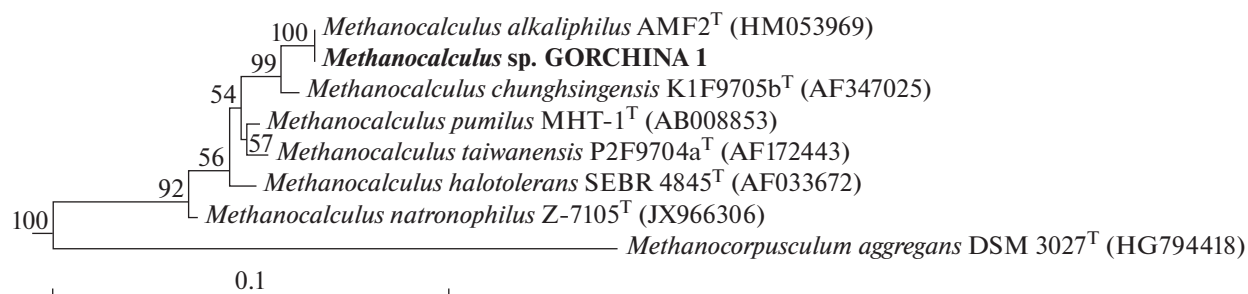 100 Methanocalculus alkaliphilus AMF2ᵀ (HM053969)
Methanocalculus sp. GORCHINA 1
99
Methanocalculus chunghsingensis K1F9705bᵀ (AF347025)
54
Methanocalculus pumilus MHT-1ᵀ (AB008853)
57 Methanocalculus taiwanensis P2F9704aᵀ (AF172443)
56
Methanocalculus halotolerans SEBR 4845ᵀ (AF033672)
92
Methanocalculus natronophilus Z-7105ᵀ (JX966306)
100
Methanocorpusculum aggregans DSM 3027ᵀ (HG794418)
0.1